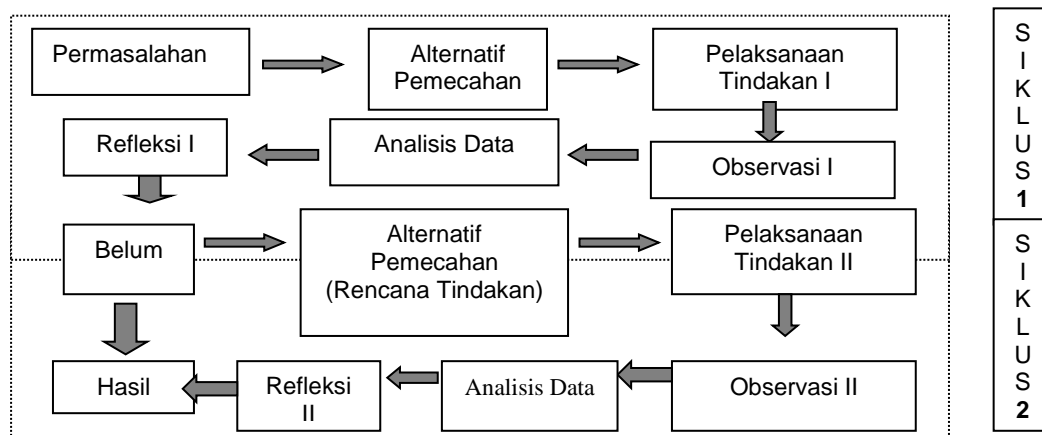 Permasalahan
Alternatif
Pemecahan
Pelaksanaan
Tindakan I
Refleksi I
Analisis Data
Observasi I
Belum
Alternatif
Pemecahan
(Rencana Tindakan)
Pelaksanaan
Tindakan II
Hasil
Refleksi
II
Analisis Data
Observasi II
S
I
K
L
U
S
1
S
I
K
L
U
S
2